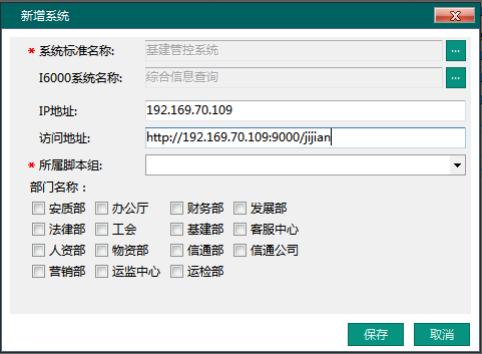 新增系统
* 系统标准名称: 基建管控系统 ...
I6000系统名称: 综合信息查询 ...
IP地址: 192.169.70.109
访问地址: http://192.169.70.109:9000/jijian
* 所属脚本组:
部门名称：
安质部 办公厅 财务部 发展部
法律部 工会 基建部 客服中心
人资部 物资部 信通部 信通公司
营销部 运监中心 运检部
保存 取消